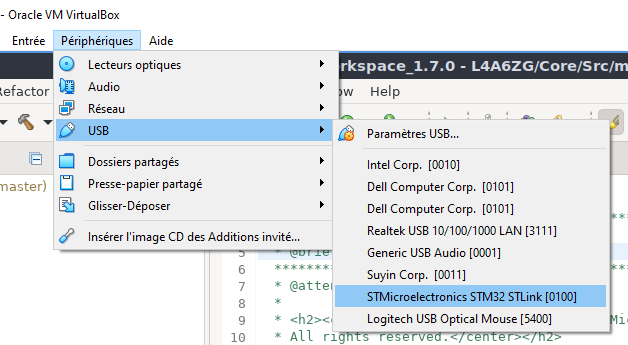 - Oracle VM VirtualBox
Entrée Périphériques Aide
Lecteurs optiques
Audio
Réseau
USB
Dossiers partagés
Presse-papier partagé
Glisser-Déposer
Insérer l'image CD des Additions invité...
Paramètres USB...
Intel Corp. [0010]
Dell Computer Corp. [0101]
Dell Computer Corp. [0101]
Realtek USB 10/100/1000 LAN [3111]
Generic USB Audio [0001]
Suyin Corp. [0011]
STMicroelectronics STM32 STLink [0100]
Logitech USB Optical Mouse [5400]
rkspace_1.7.0 - L4A6ZG/Core/Src/m
Refactor
ow Help
master)
5 * @brie
6
7 * @atten
8 *
9 * <h2><c
10 * All rights reserved.</center></h2>